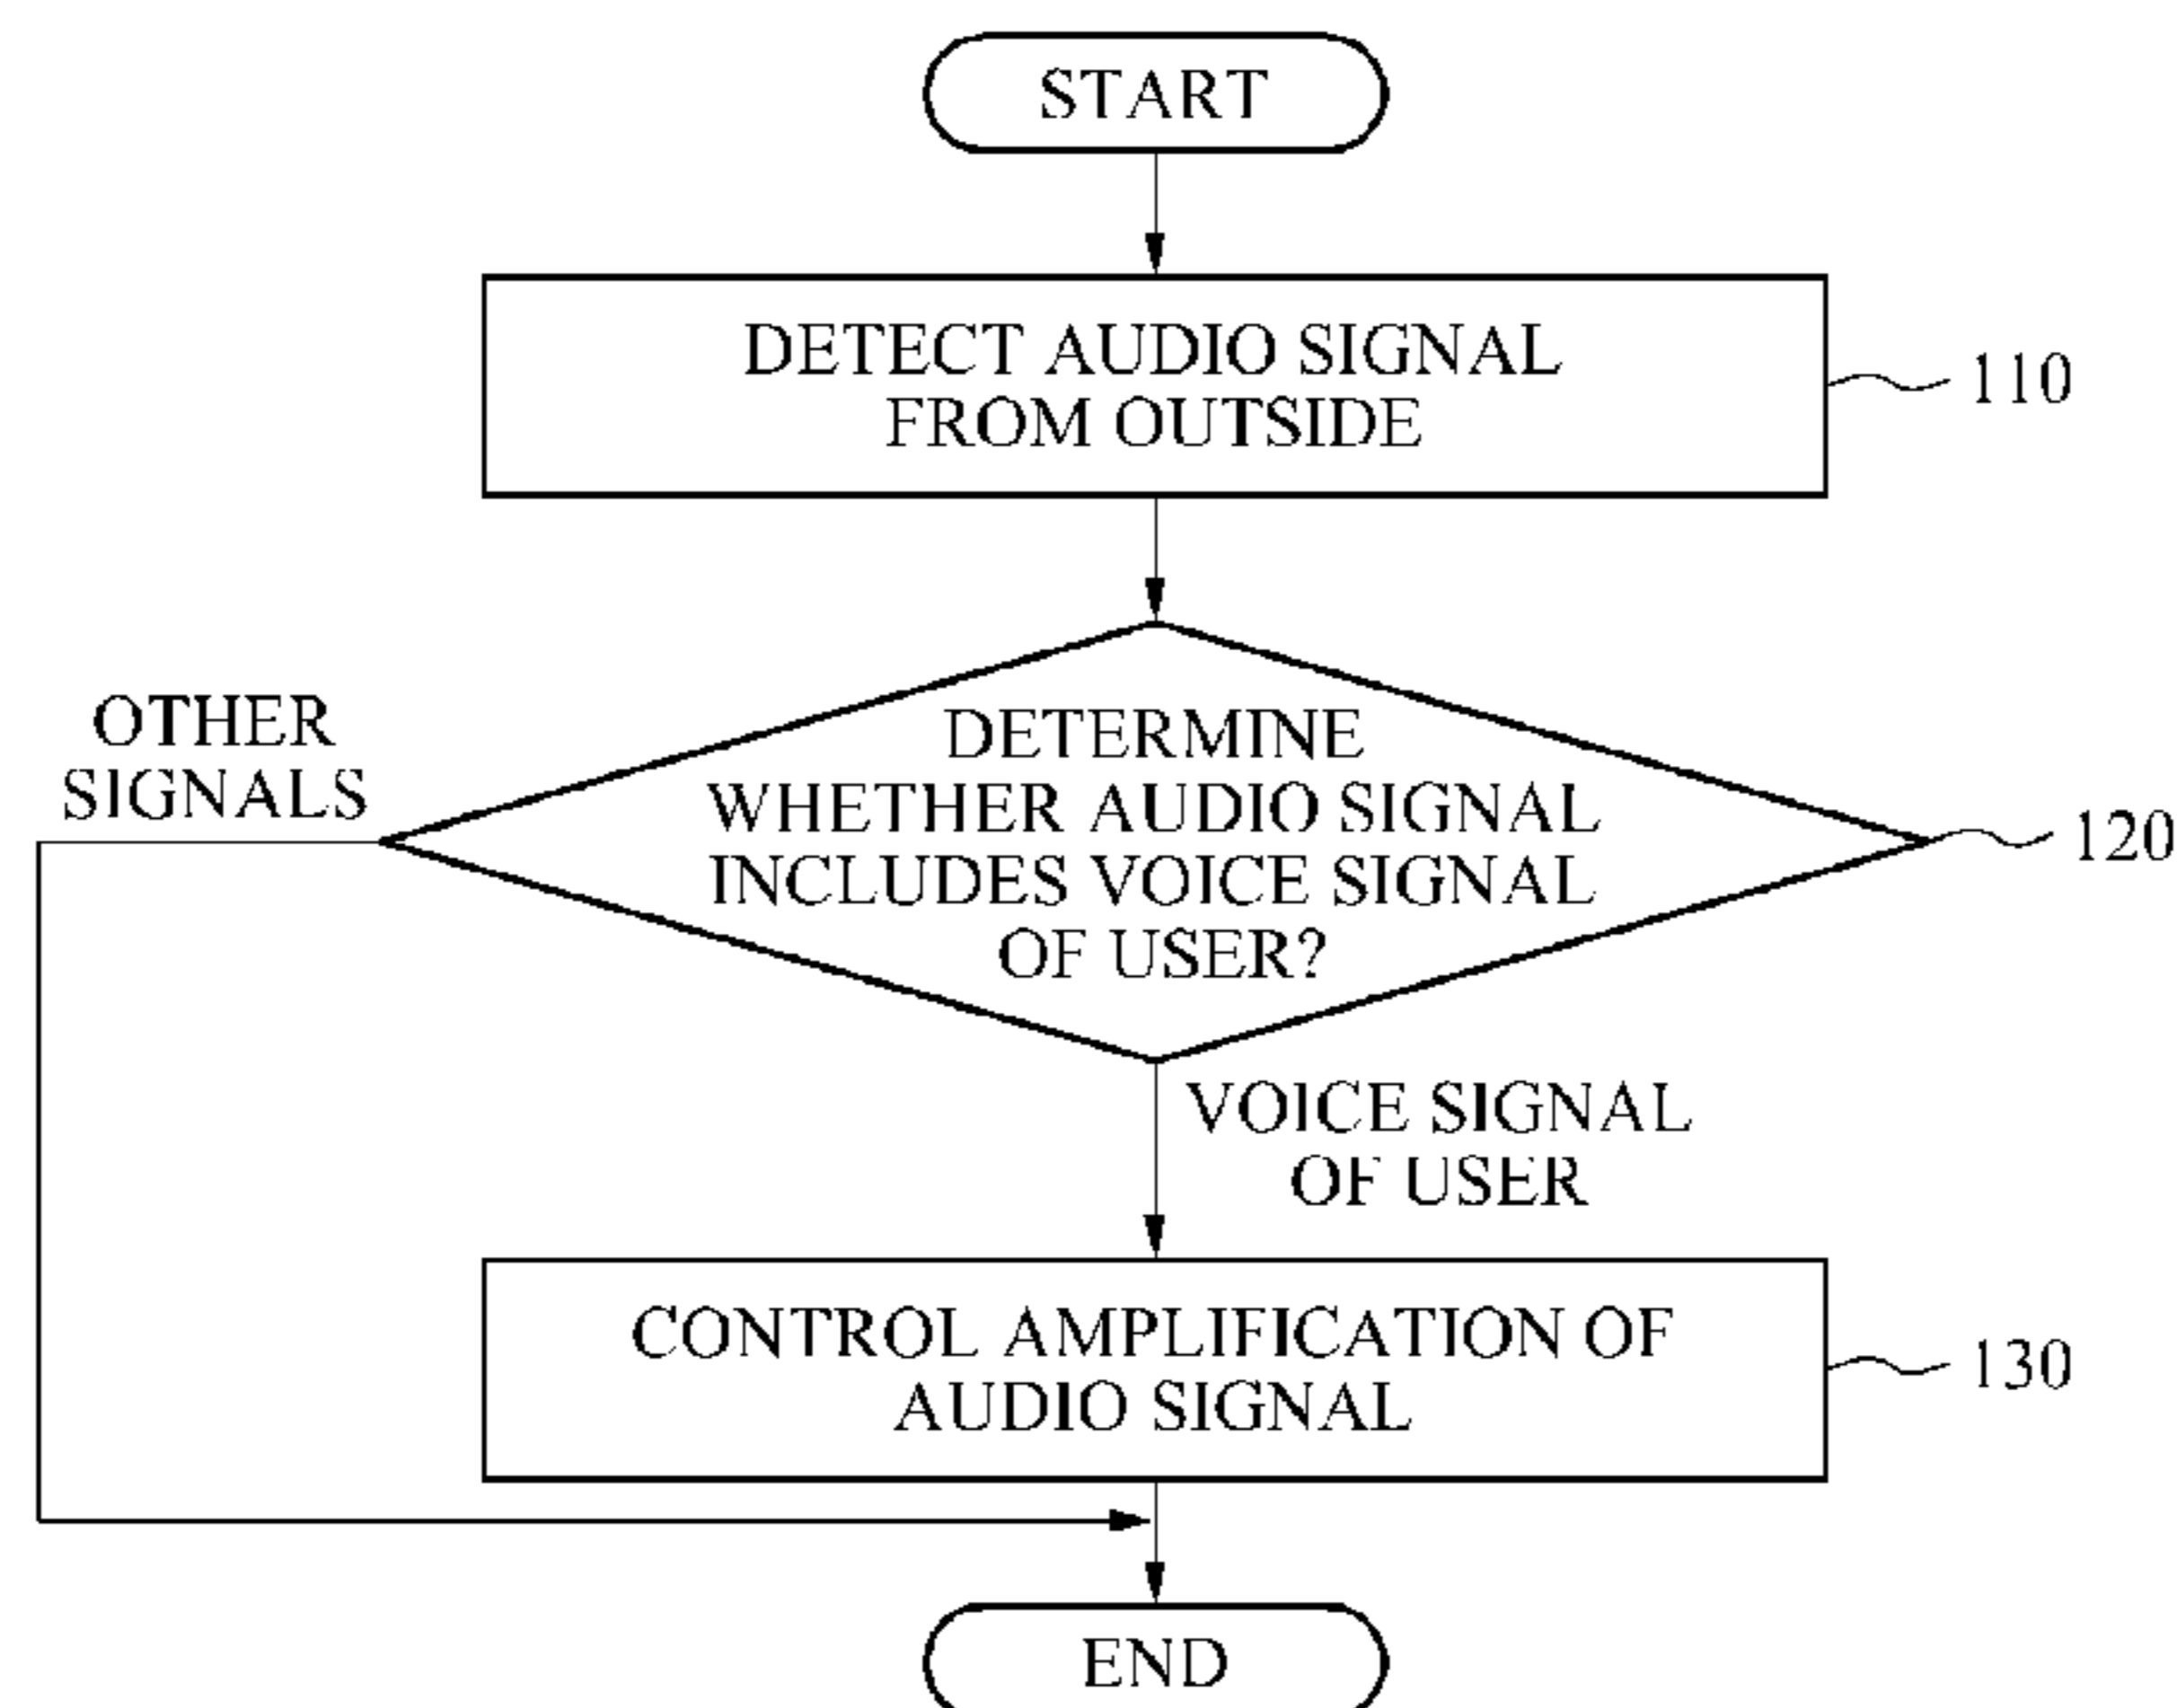 START
DETECT AUDIO SIGNAL
FROM OUTSIDE
110
OTHER
SIGNALS
DETERMINE
WHETHER AUDIO SIGNAL
INCLUDES VOICE SIGNAL
OF USER?
120
VOICE SIGNAL
OF USER
CONTROL AMPLIFICATION OF
AUDIO SIGNAL
130
END